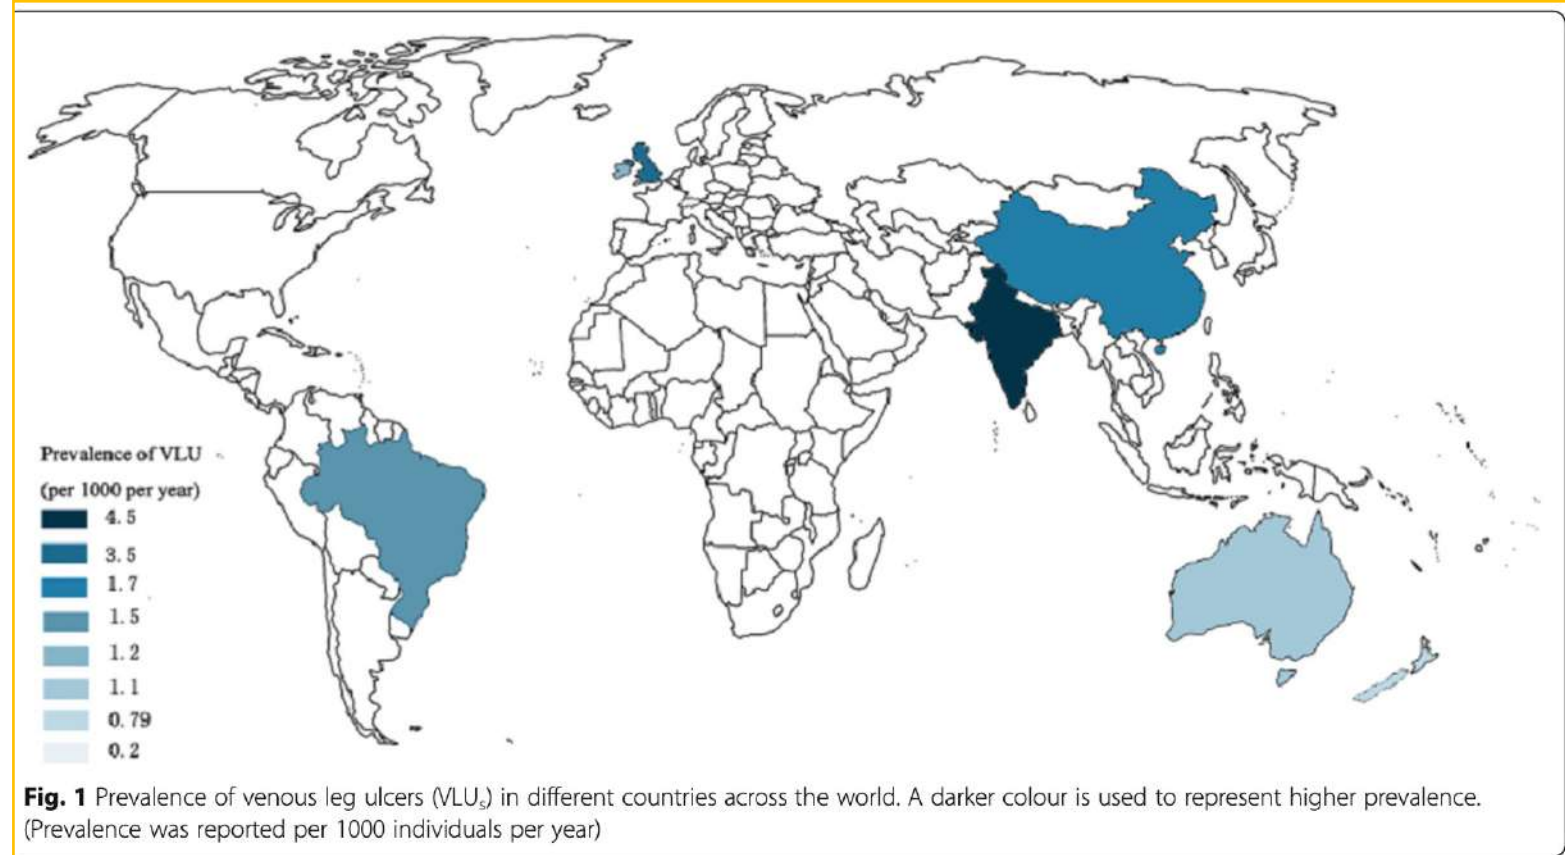 Prevalence of VLU
(per 1000 per year)
4.5
3.5
1.7
1.5
1.2
1.1
0.79
0.2
Fig. 1 Prevalence of venous leg ulcers (VLUs) in different countries across the world. A darker colour is used to represent higher prevalence.
(Prevalence was reported per 1000 individuals per year)